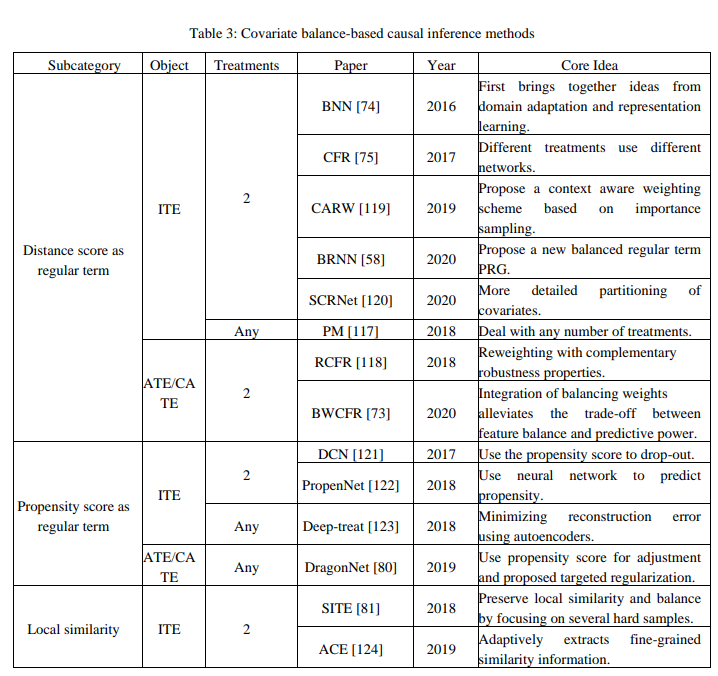 Table 3: Covariate balance-based causal inference methods
Subcategory Object Treatments Paper Year Core Idea
Distance score as
regular term
ITE
2
BNN [74] 2016
First brings together ideas from
domain adaptation and representation
learning.
CFR [75] 2017
Different treatments use different
networks.
CARW [119] 2019
Propose a context aware weighting
scheme based on importance
sampling.
BRNN [58] 2020
Propose a new balanced regular term
PRG.
SCRNet [120] 2020
More detailed partitioning of
covariates.
Any PM [117] 2018 Deal with any number of treatments.
ATE/CA
TE
2
RCFR [118] 2018
Reweighting with complementary
robustness properties.
BWCFR [73] 2020
Integration of balancing weights
alleviates the trade-off between
feature balance and predictive power.
Propensity score as
regular term
ITE
2
DCN [121] 2017 Use the propensity score to drop-out.
PropenNet [122] 2018
Use neural network to predict
propensity.
Any Deep-treat [123] 2018
Minimizing reconstruction error
using autoencoders.
ATE/CA
TE
Any DragonNet [80] 2019
Use propensity score for adjustment
and proposed targeted regularization.
Local similarity
ITE
2
SITE [81] 2018
Preserve local similarity and balance
by focusing on several hard samples.
ACE [124] 2019
Adaptively extracts fine-grained
similarity information.